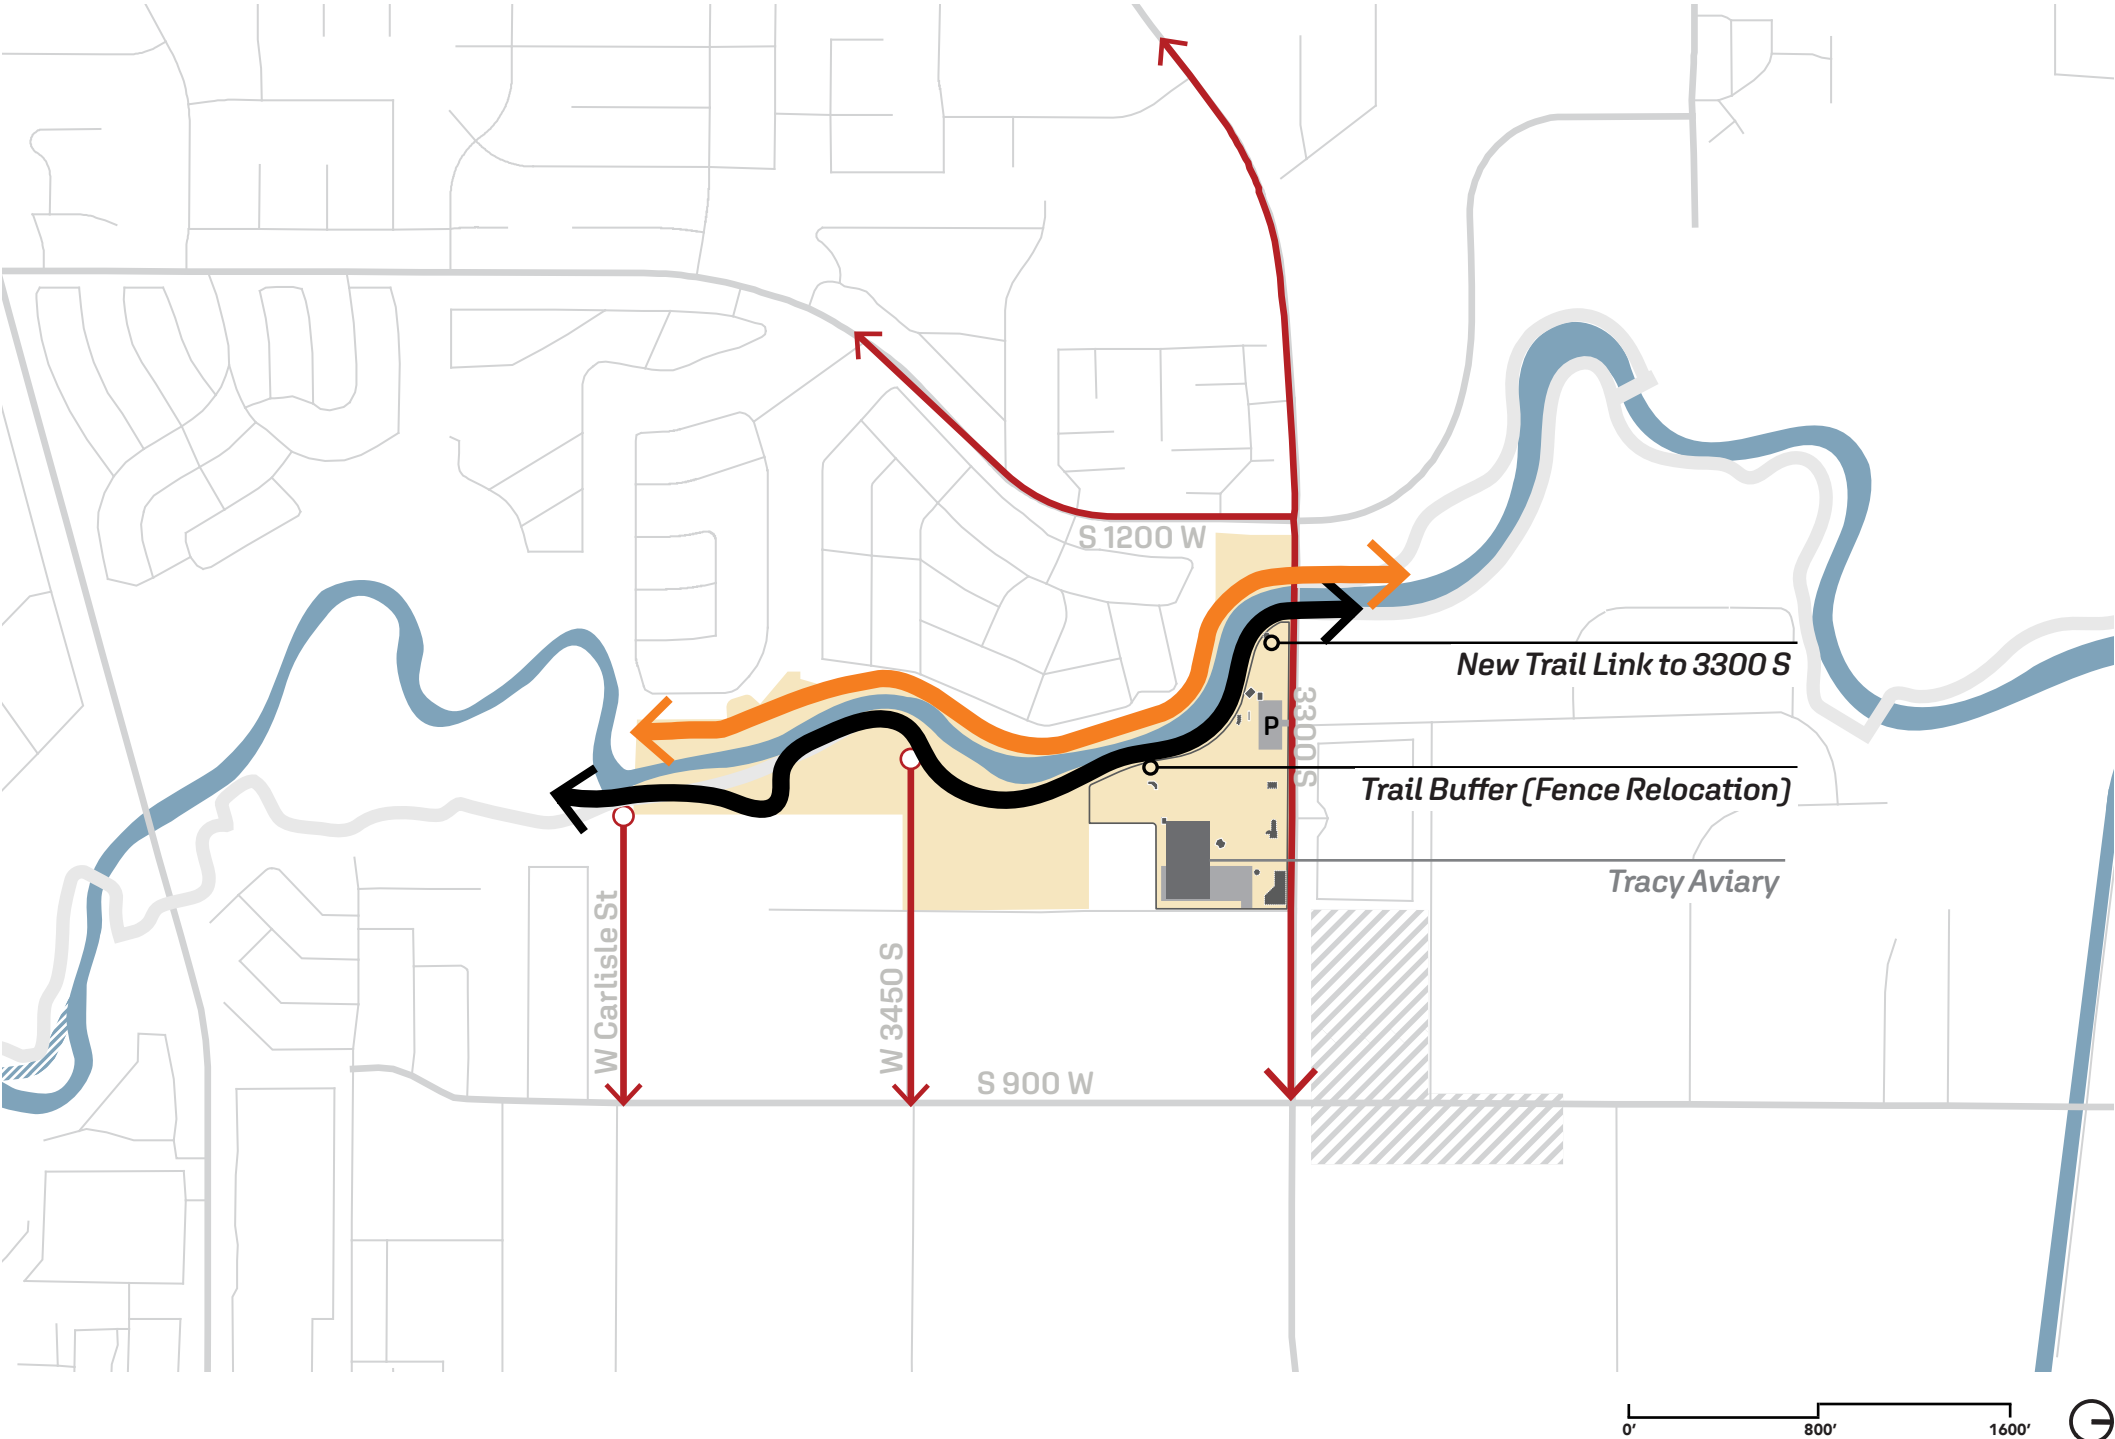 S 1200 W
New Trail Link to 3300 S
3300 S
P
Trail Buffer (Fence Relocation)
Tracy Aviary
W Carlisle St
W 3450 S
S 900 W
0'
800'
1600'